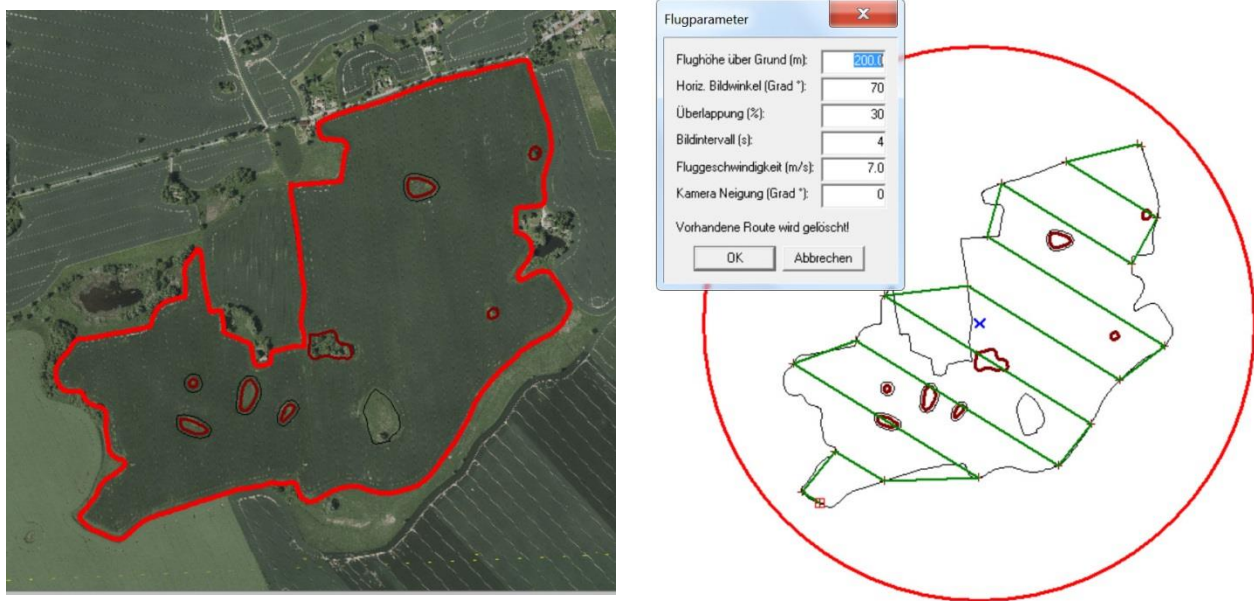 Flugparameter
Flughöhe über Grund (m): 200.0
Horiz. Bildwinkel (Grad °): 70
Überlappung (%): 30
Bildintervall (s): 4
Fluggeschwindigkeit (m/s): 7.0
Kamera Neigung (Grad °): 0
Vorhandene Route wird gelöscht!
OK Abbrechen